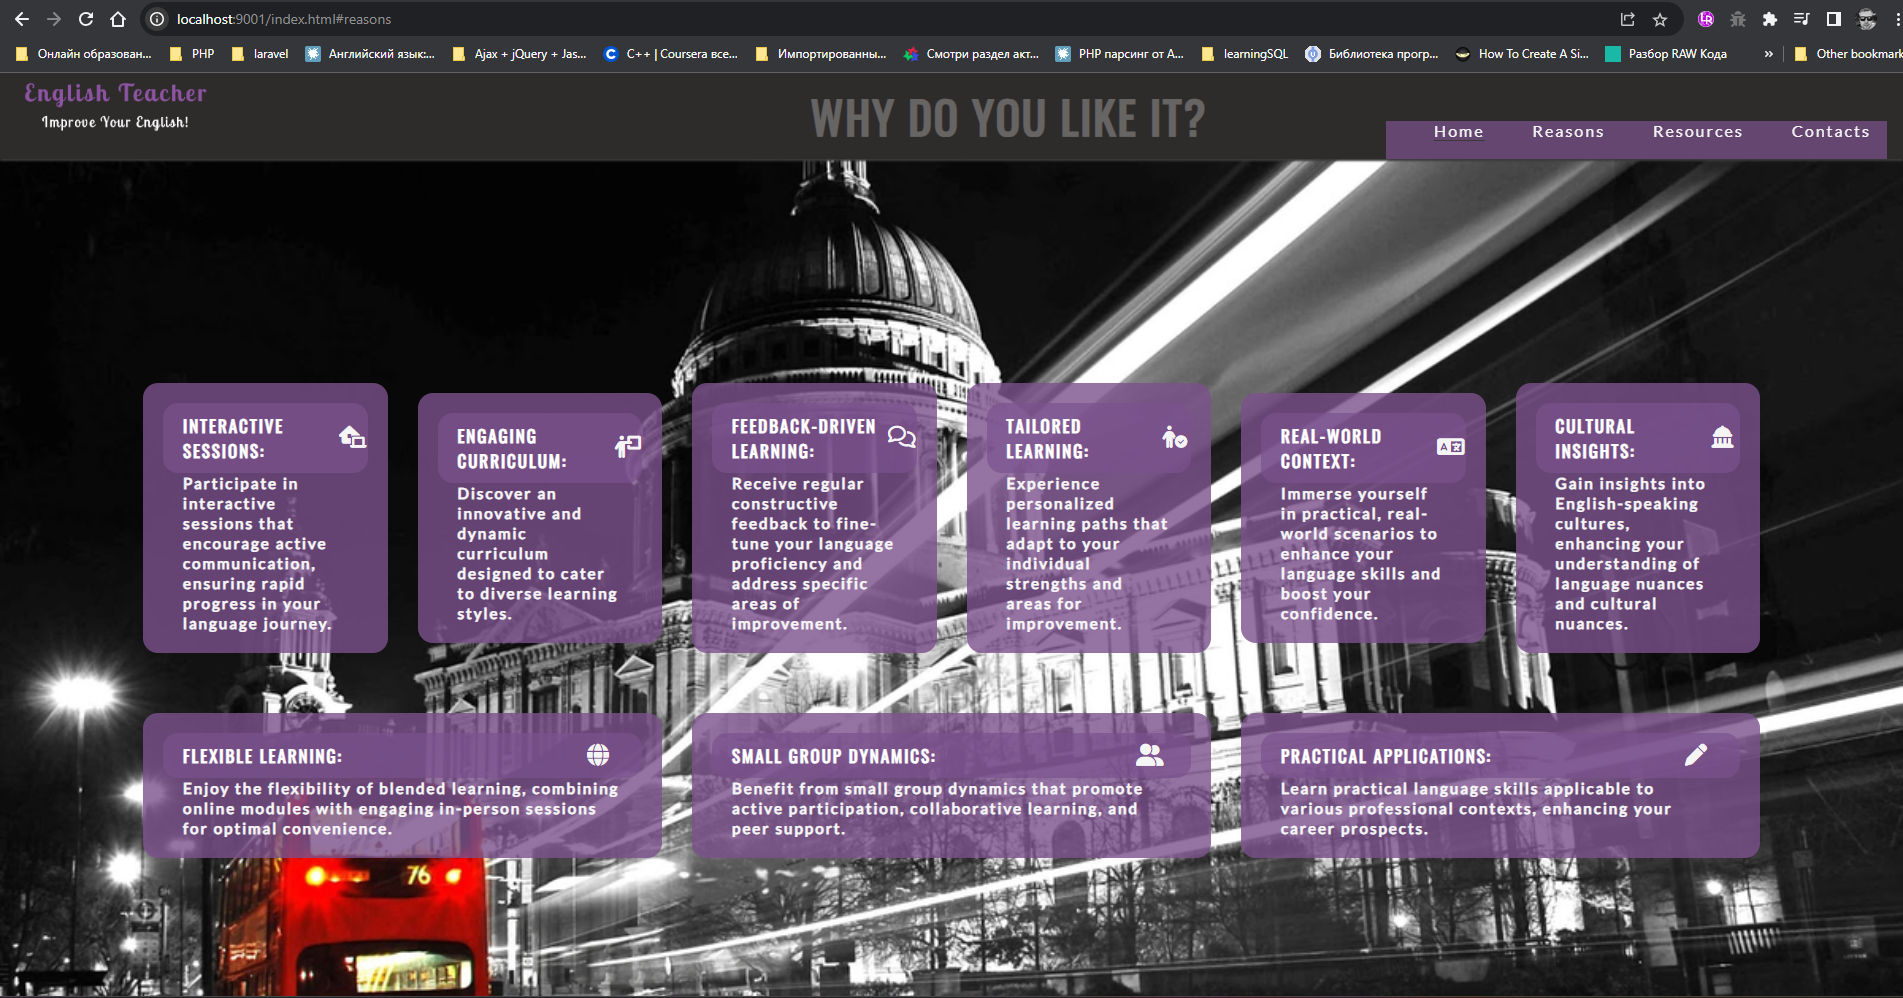 localhost:9001/index.html#reasons
Онлайн образован...
PHP
laravel
Английский язык:...
Ajax + jQuery + Jas...
C++ | Coursera все...
Импортированны...
Смотри раздел акт...
PHP парсинг от А...
learningSQL
Библиотека прогр...
How To Create A Si...
Разбор RAW Кода
»
Other bookmark
English Teacher
Improve Your English!
WHY DO YOU LIKE IT?
Home
Reasons
Resources
Contacts
INTERACTIVE
SESSIONS:
Participate in
interactive
sessions that
encourage active
communication,
ensuring rapid
progress in your
language journey.
ENGAGING
CURRICULUM:
Discover an
innovative and
dynamic
curriculum
designed to cater
to diverse learning
styles.
FEEDBACK-DRIVEN
LEARNING:
Receive regular
constructive
feedback to fine-
tune your language
proficiency and
address specific
areas of
improvement.
TAILORED
LEARNING:
Experience
personalized
learning paths that
adapt to your
individual
strengths and
areas for
improvement.
REAL-WORLD
CONTEXT:
Immerse yourself
in practical, real-
world scenarios to
enhance your
language skills and
boost your
confidence.
CULTURAL
INSIGHTS:
Gain insights into
English-speaking
cultures,
enhancing your
understanding of
language nuances
and cultural
nuances.
FLEXIBLE LEARNING:
Enjoy the flexibility of blended learning, combining
online modules with engaging in-person sessions
for optimal convenience.
SMALL GROUP DYNAMICS:
Benefit from small group dynamics that promote
active participation, collaborative learning, and
peer support.
PRACTICAL APPLICATIONS:
Learn practical language skills applicable to
various professional contexts, enhancing your
career prospects.
76